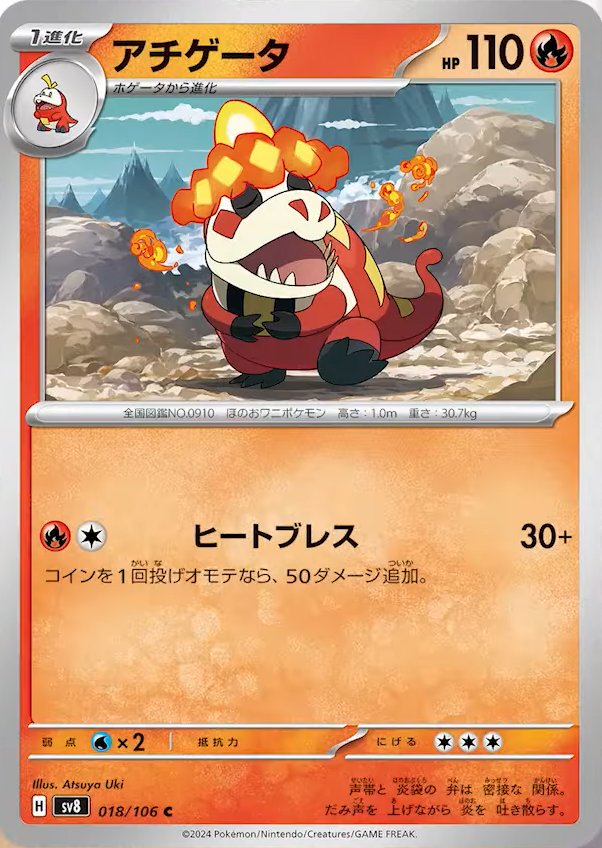 1進化
アチゲータ
HP 110
ホゲータから進化
全国図鑑NO.0910 ほのおワニポケモン 高さ:1.0m 重さ:30.7kg
ヒートブレス 30+
コインを1回投げオモテなら、50ダメージ追加。
弱点 ×2 抵抗力 にげる
Illus. Atsuya Uki
声帯と炎袋の弁は密接な関係。
だみ声を上げながら炎を吐き散らす。
H sv8 018/106 C
©2024 Pokémon/Nintendo/Creatures/GAME FREAK.